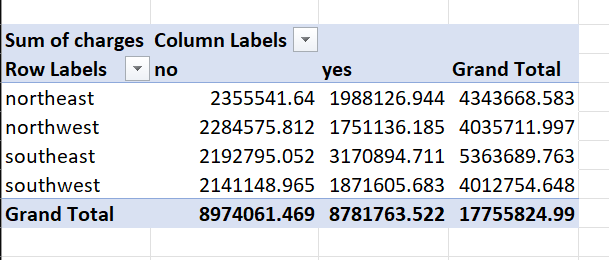 Sum of charges Column Labels
Row Labels no yes Grand Total
northeast 2355541.64 1988126.944 4343668.583
northwest 2284575.812 1751136.185 4035711.997
southeast 2192795.052 3170894.711 5363689.763
southwest 2141148.965 1871605.683 4012754.648
Grand Total 8974061.469 8781763.522 17755824.99